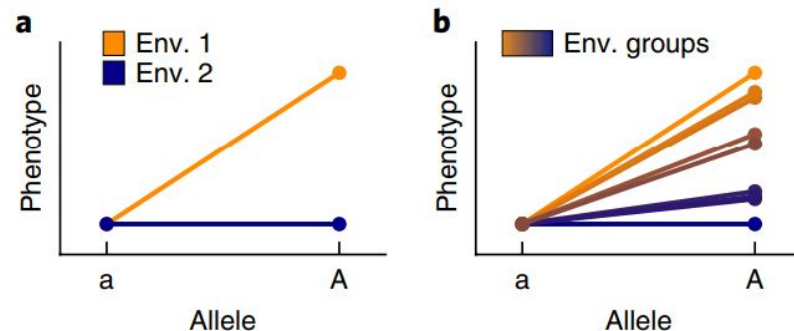 a
Env. 1
Env. 2
Phenotype
a
A
Allele
b
Env. groups
Phenotype
a
A
Allele